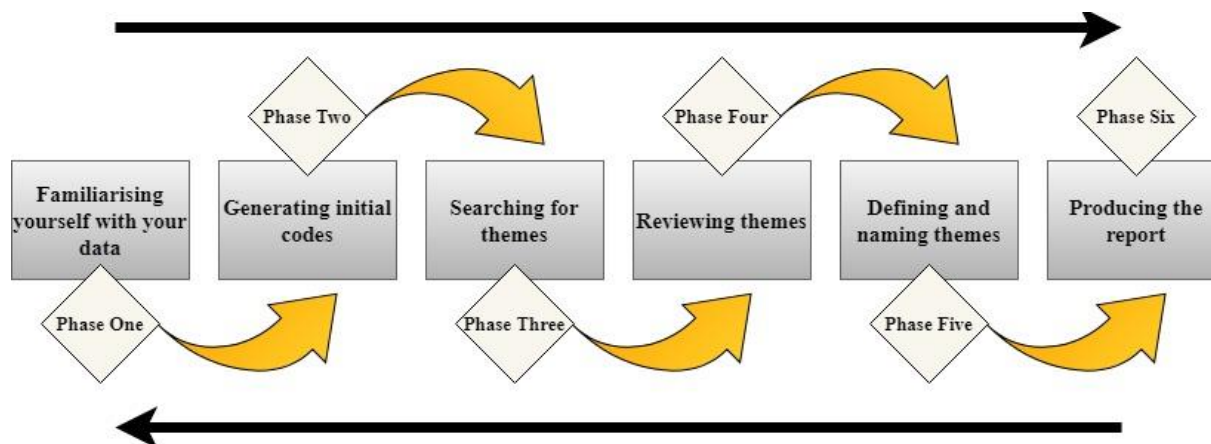 Phase Two
Phase Four
Phase Six
Familiarising
yourself with your
data
Generating initial
codes
Searching for
themes
Reviewing themes
Defining and
naming themes
Producing the
report
Phase One
Phase Three
Phase Five